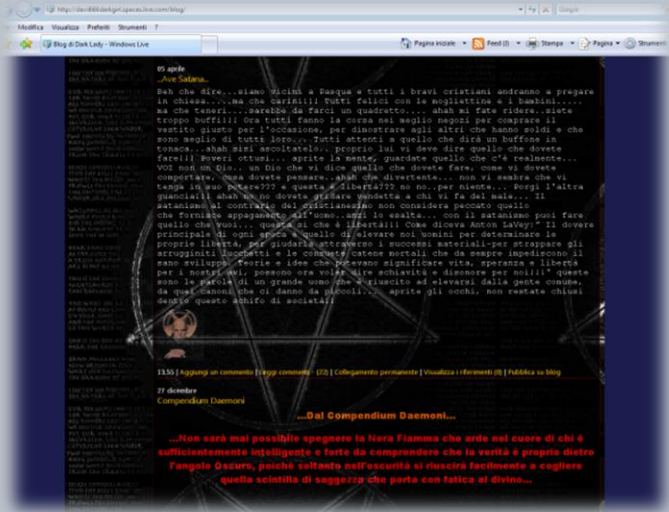 http://devil666darkgirl.spaces.live.com/blog/
Google
Modifica Visualizza Preferiti Strumenti ?
Blog di Dark Lady - Windows Live
Pagina iniziale Feed (J) Stampa Pagina Strumenti
05 aprile
..Ave Satana..
Beh che dire...siamo vicini a Pasqua e tutti i bravi cristiani andranno a pregare
in chiesa.....ma che carini!!! Tutti felici con le mogliettine e i bambini.....
ma che teneri...sarebbe da farci un quadretto.... ahah mi fate ridere..siete
troppo buffi!!! Ora tutti fanno la corsa nei meglio negozi per comprare il
vestito giusto per l'occasione, per dimostrare agli altri che hanno soldi e che
sono meglio di tutti loro... Tutti attenti a quello che dirà un buffone in
tonaca...ahah si ascoltatelo...proprio lui vi deve dire quello che dovete
fare!!! Poveri ottusi... aprite la mente, guardate quello che c'è realmente...
VOI non un Dio... un Dio che vi dice quello che dovete fare, come vi dovete
comportare, cosa dovete pensare..ahah che divertente... non vi sembra che vi
tenga in suo potere??? e questa è libertà??? no no..per niente... Porgi l'altra
guancia!! ahah ma no dovete gridare vendetta a chi vi fa del male... Il
satanismo al contrario del cristianesimo non considera peccato quello
che fornisce appagamento all'uomo..anzi lo esalta... con il satanismo puoi fare
quello che vuoi... questa sì che è libertà!!! Come diceva Anton LaVey:" Il dovere
principale di ogni epoca è quello di elevare noi uomini per determinare la
proprie libertà, per giudarla attraverso i successi materiali-per strappare gli
arrugginiti lucchetti e le consuete catene mortali che da sempre impediscono il
sano sviluppo. Teorie e idee che potevano significare vita, speranza e libertà
per i nostri avi, possono ora voler dire schiavitù e disonore per noi!!!" queste
sono le parole di un grande uomo che è riuscito ad elevarsi dalla gente comune,
da quei canoni che ci danno da piccoli... aprite gli occhi, non restate chiusi
dentro questo schifo di società!!
13.55 | Aggiungi un commento | Leggi commenti - (22) | Collegamento permanente | Visualizza i riferimenti (0) | Pubblica su blog
27 dicembre
Compendium Daemoni
...Dal Compendium Daemoni...
...Non sarà mai possibile spegnere la Nera Fiamma che arde nel cuore di chi è
sufficientemente intelligente e forte da comprendere che la verità è proprio dietro
l'angolo Oscuro, poichè soltanto nell'oscurità si riuscirà facilmente a cogliere
quella scintilla di saggezza che porta con fatica al divino...